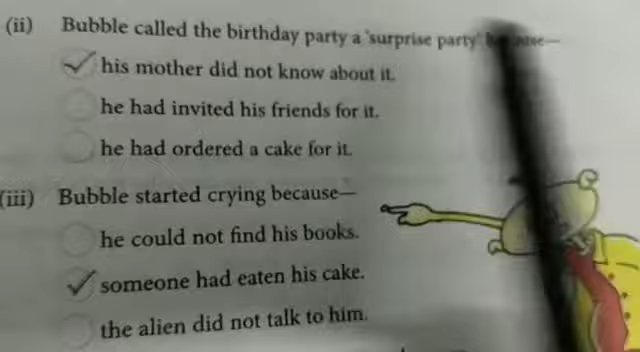 (ii) Bubble called the birthday party a 'surprise party'
his mother did not know about it.
he had invited his friends for it.
he had ordered a cake for it.
(iii) Bubble started crying because—
he could not find his books.
someone had eaten his cake.
the alien did not talk to him.